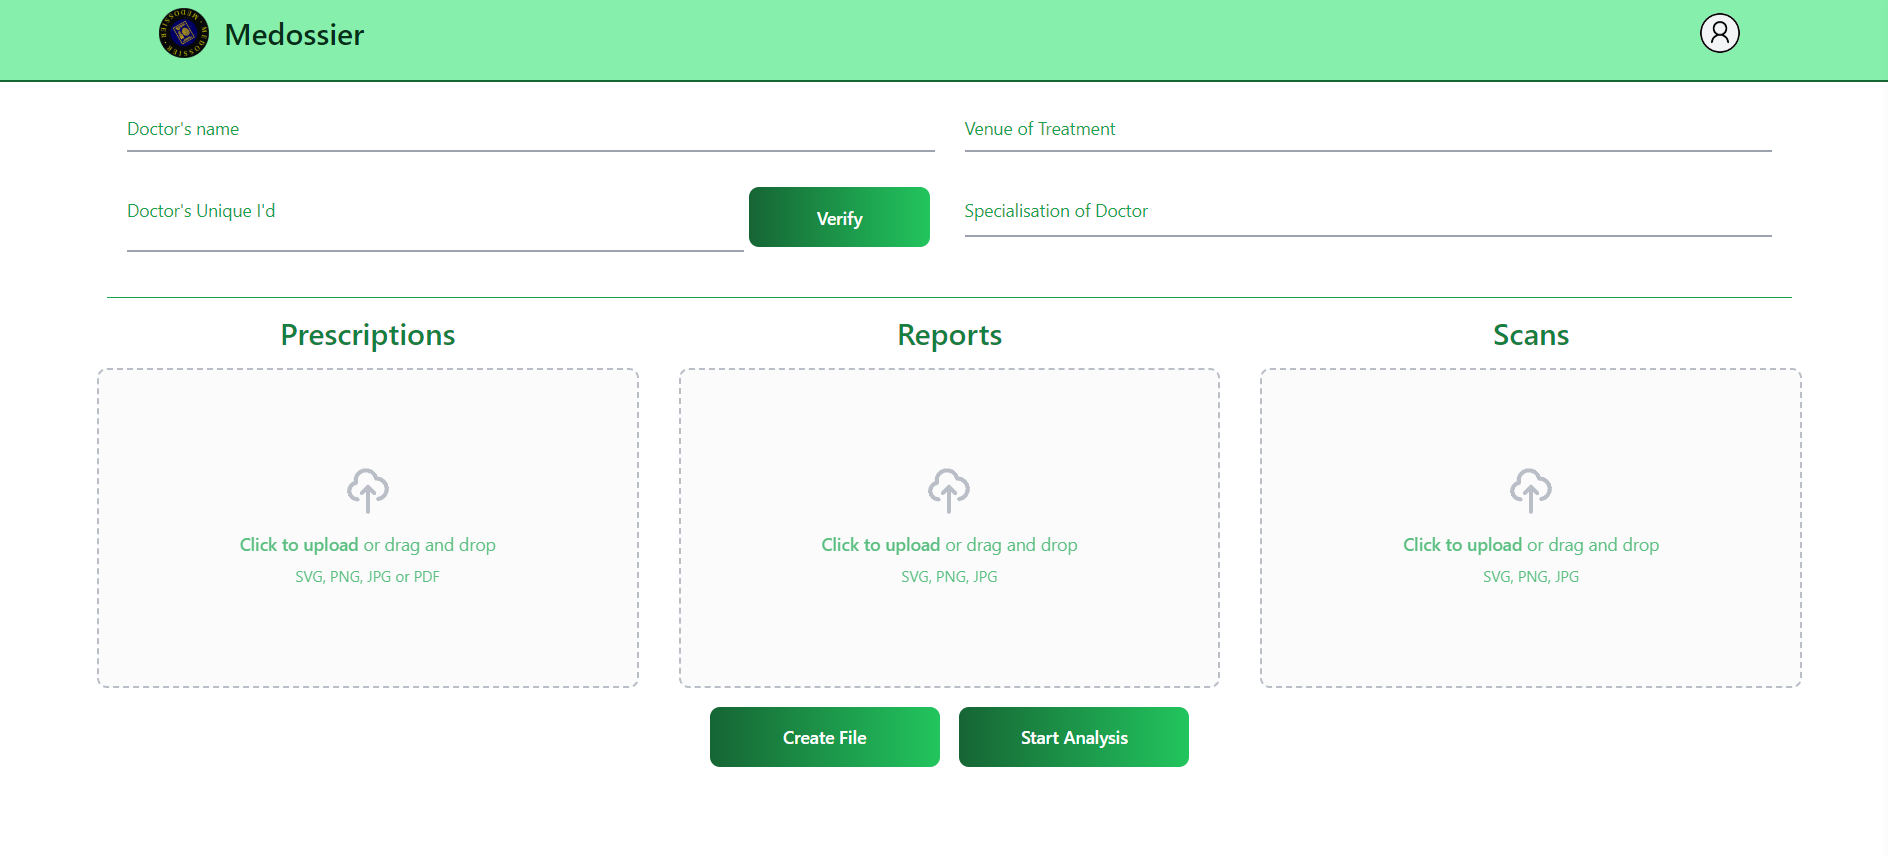 MEDOSSIER · MEDOSSIER ·
Medossier
Doctor's name
Venue of Treatment
Doctor's Unique I'd
Verify
Specialisation of Doctor
Prescriptions
Reports
Scans
Click to upload or drag and drop
SVG, PNG, JPG or PDF
Click to upload or drag and drop
SVG, PNG, JPG
Click to upload or drag and drop
SVG, PNG, JPG
Create File
Start Analysis